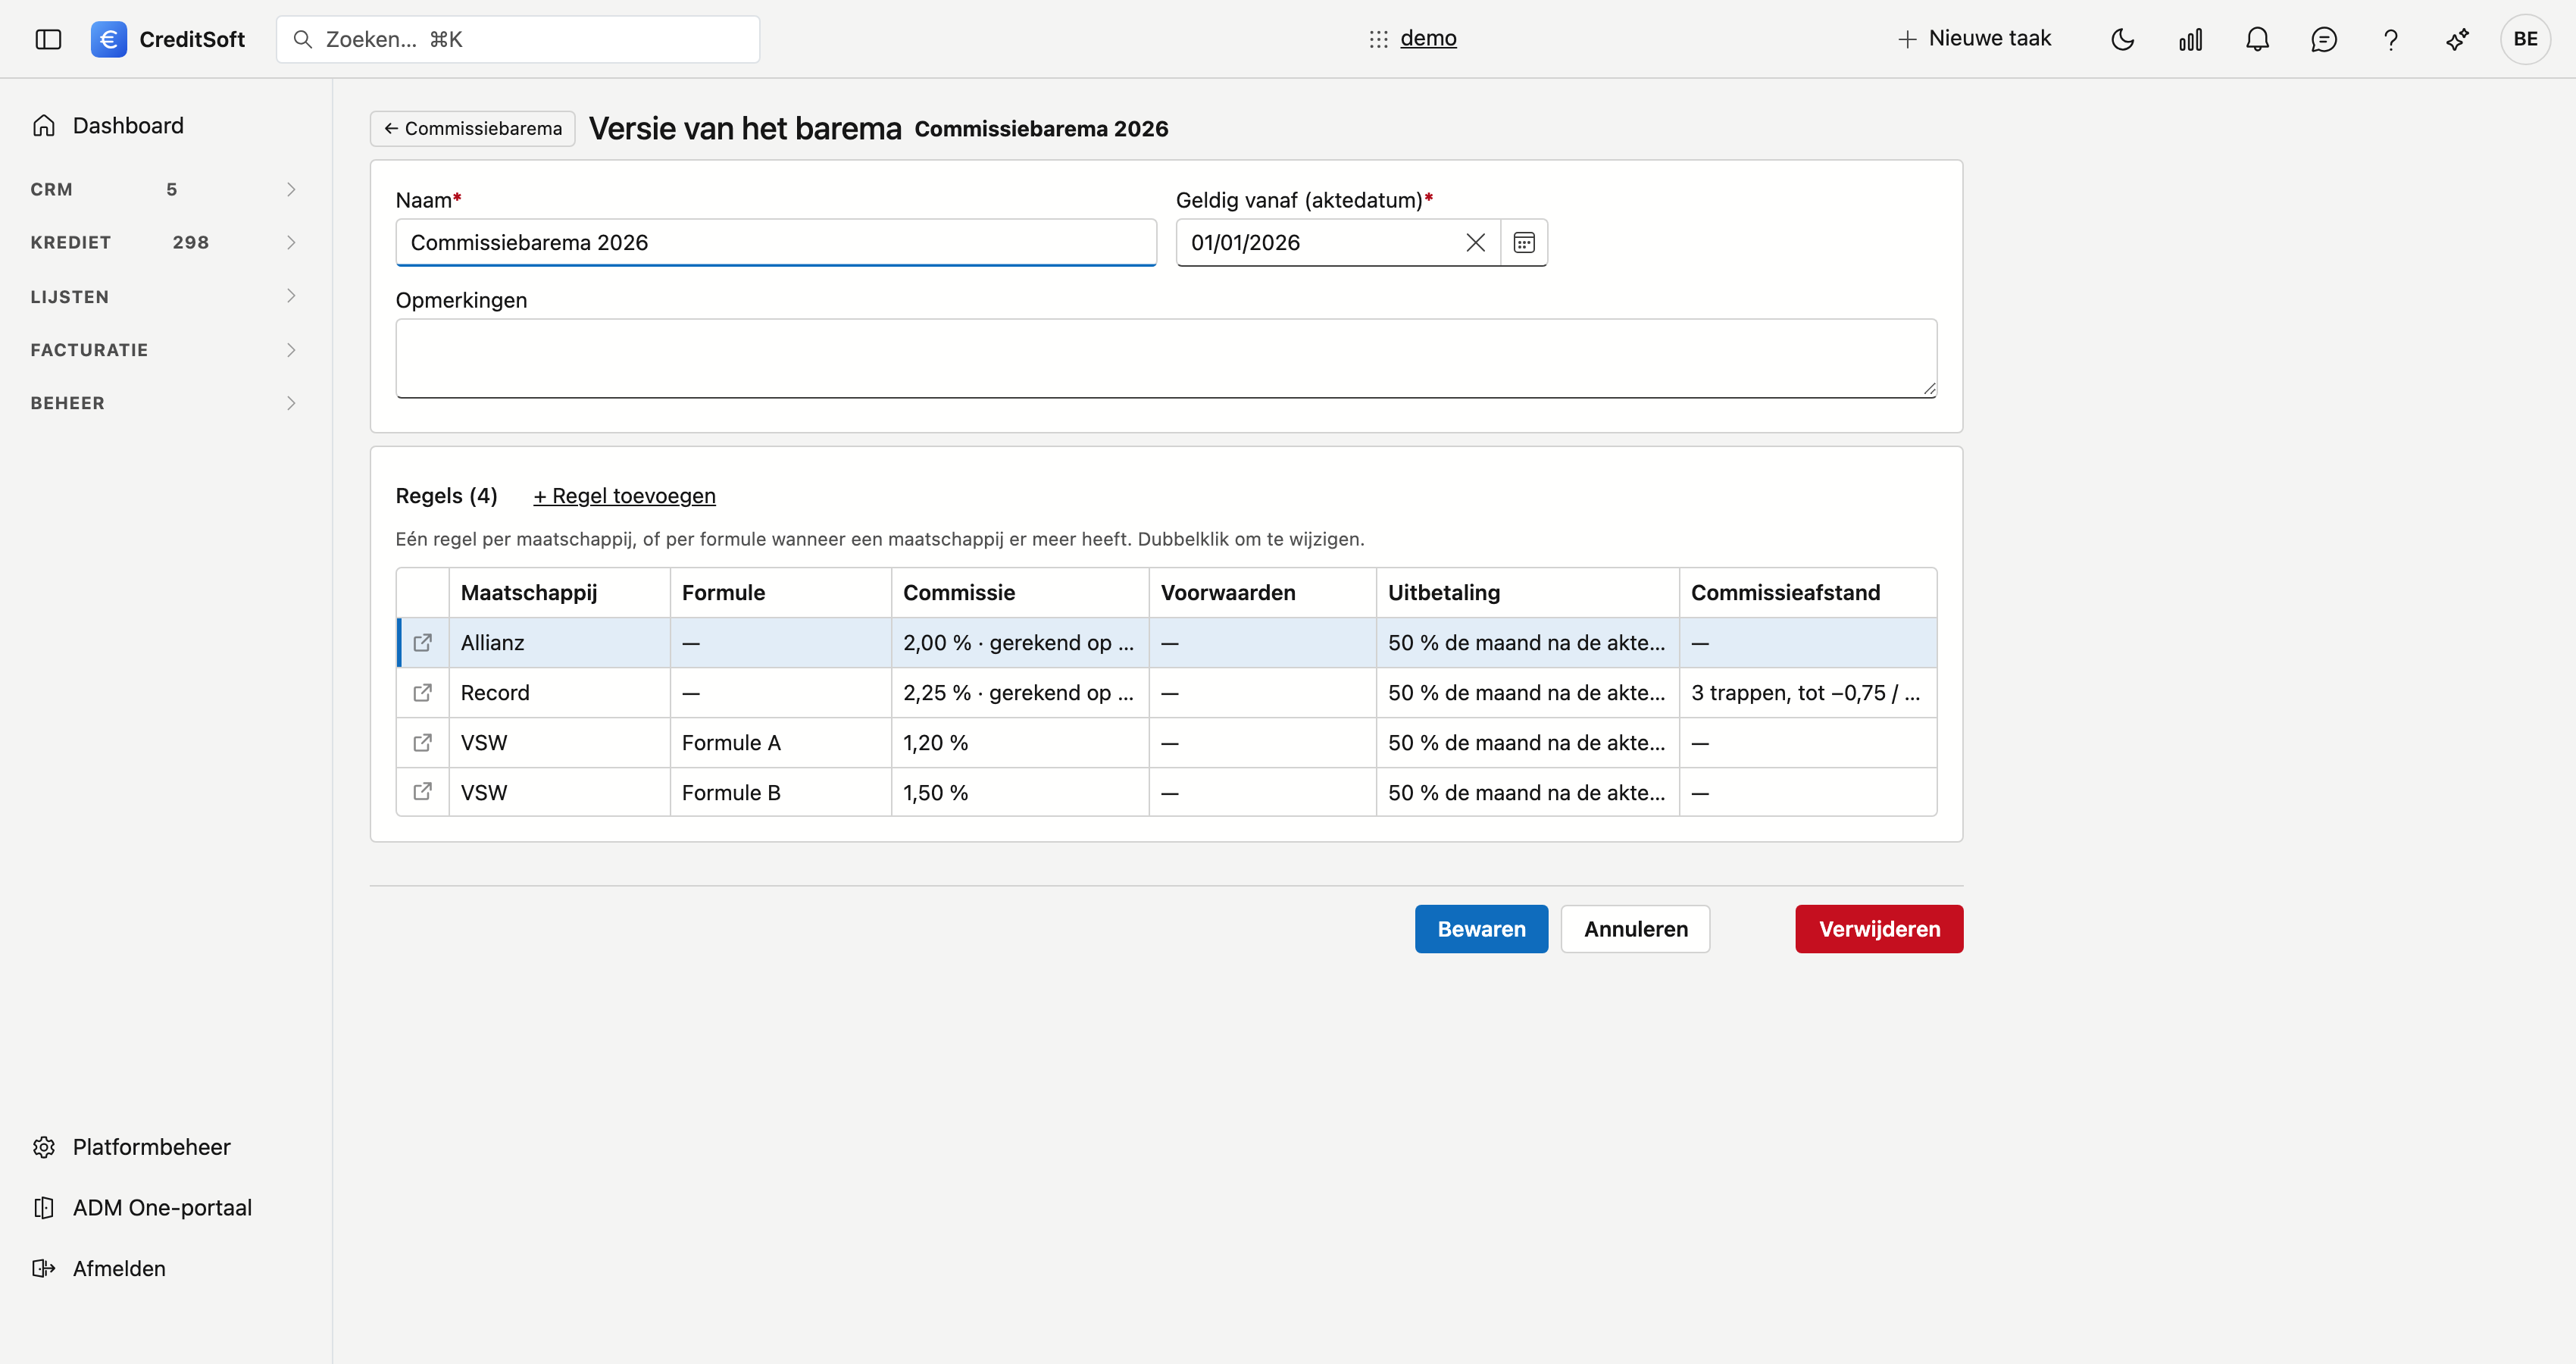 CreditSoft
Zoeken... ⌘K
demo
+ Nieuwe taak
BE
Dashboard
CRM 5
KREDIET 298
LIJSTEN
FACTURATIE
BEHEER
Platformbeheer
ADM One-portaal
Afmelden
← Commissiebarema
Versie van het barema Commissiebarema 2026
Naam* Geldig vanaf (aktedatum)*
Commissiebarema 2026 01/01/2026
Opmerkingen
Regels (4) + Regel toevoegen
Eén regel per maatschappij, of per formule wanneer een maatschappij er meer heeft. Dubbelklik om te wijzigen.
Maatschappij Formule Commissie Voorwaarden Uitbetaling Commissieafstand
Allianz — 2,00 % · gerekend op ... — 50 % de maand na de akte... —
Record — 2,25 % · gerekend op ... — 50 % de maand na de akte... 3 trappen, tot −0,75 / ...
VSW Formule A 1,20 % — 50 % de maand na de akte... —
VSW Formule B 1,50 % — 50 % de maand na de akte... —
Bewaren Annuleren Verwijderen